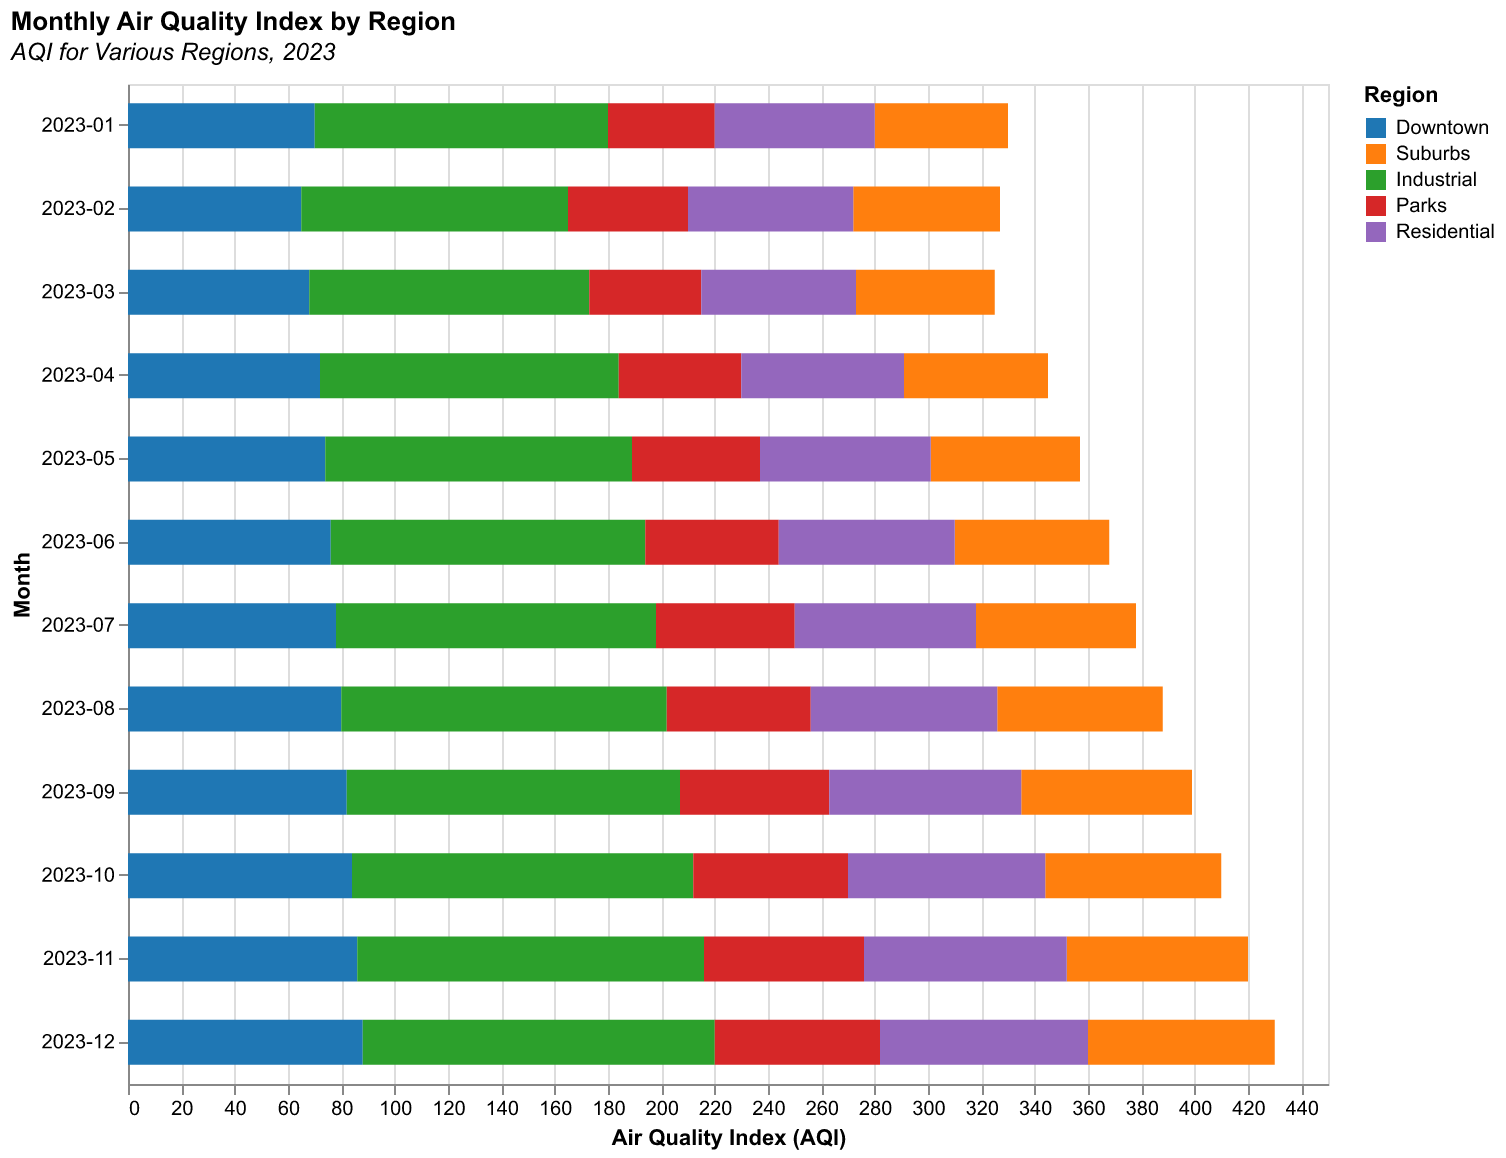 Monthly Air Quality Index by Region
AQI for Various Regions, 2023
Region
Downtown
Suburbs
Industrial
Parks
Residential
Month
2023-01
2023-02
2023-03
2023-04
2023-05
2023-06
2023-07
2023-08
2023-09
2023-10
2023-11
2023-12
0 20 40 60 80 100 120 140 160 180 200 220 240 260 280 300 320 340 360 380 400 420 440
Air Quality Index (AQI)